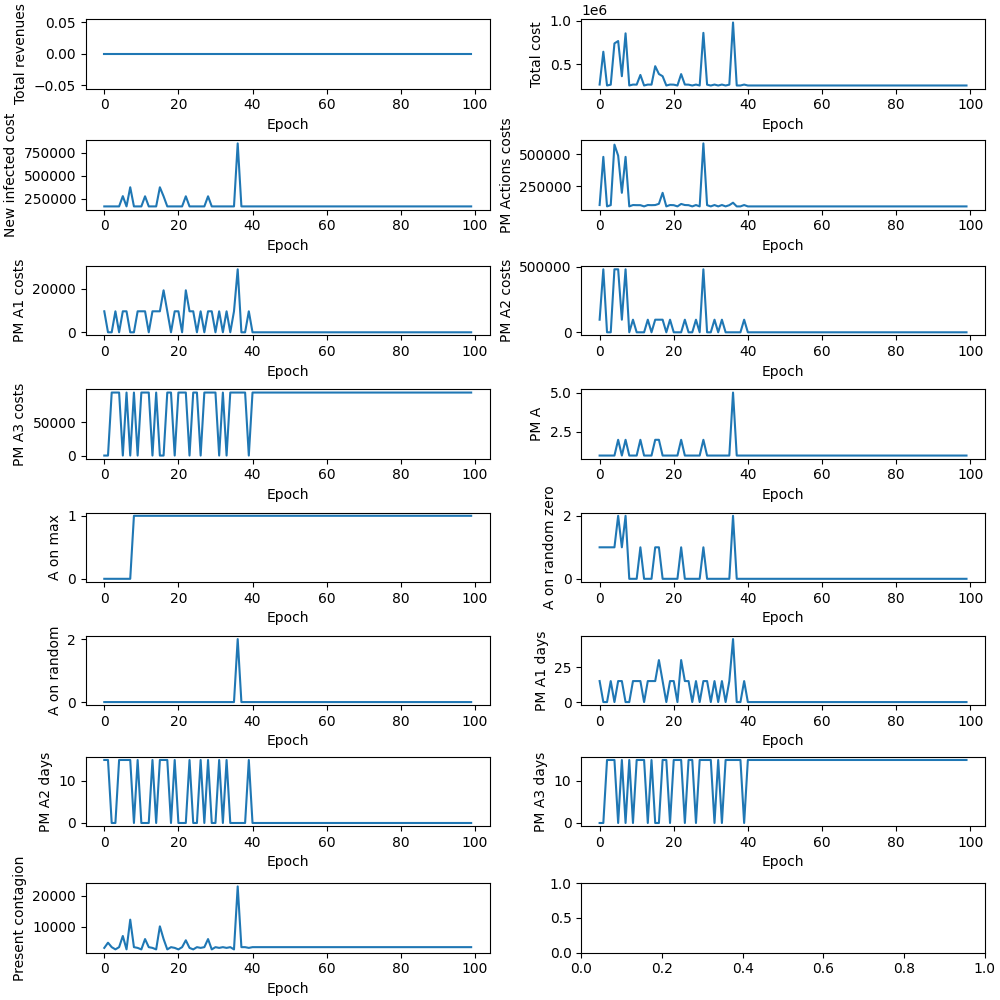 Total revenues
0.05
0.00
−0.05
0 20 40 60 80 100
Epoch
1e6
Total cost
1.0
0.5
0 20 40 60 80 100
Epoch
New infected cost
750000
500000
250000
0 20 40 60 80 100
Epoch
PM Actions costs
500000
250000
0 20 40 60 80 100
Epoch
PM A1 costs
20000
0
0 20 40 60 80 100
Epoch
PM A2 costs
500000
0
0 20 40 60 80 100
Epoch
PM A3 costs
50000
0
0 20 40 60 80 100
Epoch
PM A
5.0
2.5
0 20 40 60 80 100
Epoch
A on max
1
0
0 20 40 60 80 100
Epoch
A on random zero
2
0
0 20 40 60 80 100
Epoch
A on random
2
0
0 20 40 60 80 100
Epoch
PM A1 days
25
0
0 20 40 60 80 100
Epoch
PM A2 days
10
0
0 20 40 60 80 100
Epoch
PM A3 days
10
0
0 20 40 60 80 100
Epoch
Present contagion
20000
10000
0 20 40 60 80 100
Epoch
1.0
0.5
0.0
0.0 0.2 0.4 0.6 0.8 1.0